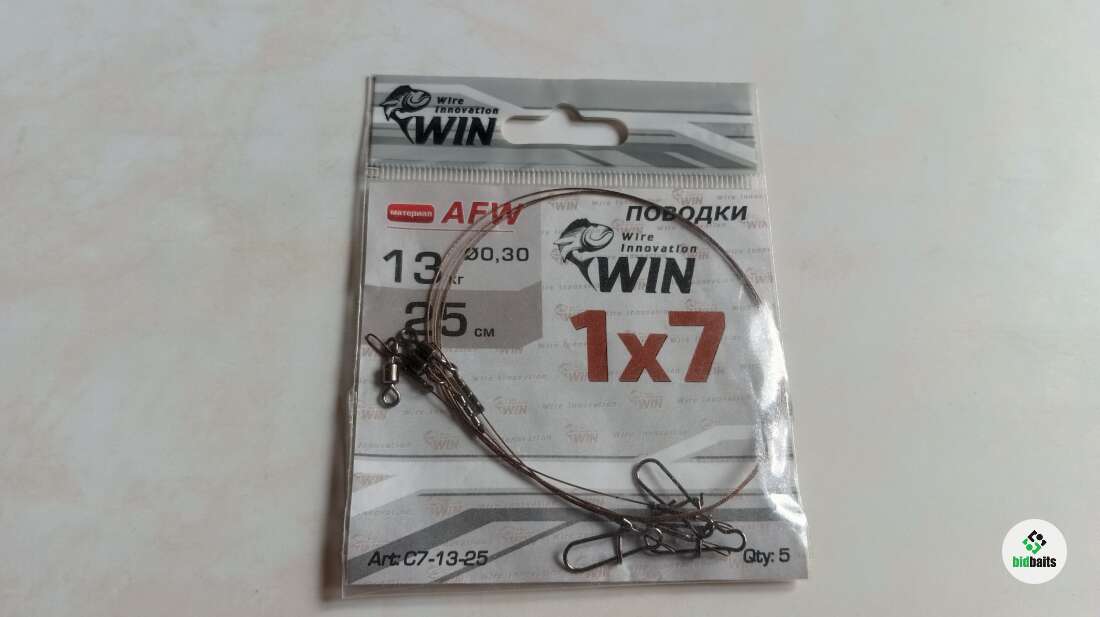 Wire
Innovation
WIN
материал AFW
13 кг Ø0,30
25 см
ПОВОДКИ
Wire
Innovation
WIN
1x7
Art: C7-13-25
Qty: 5
bidbaits